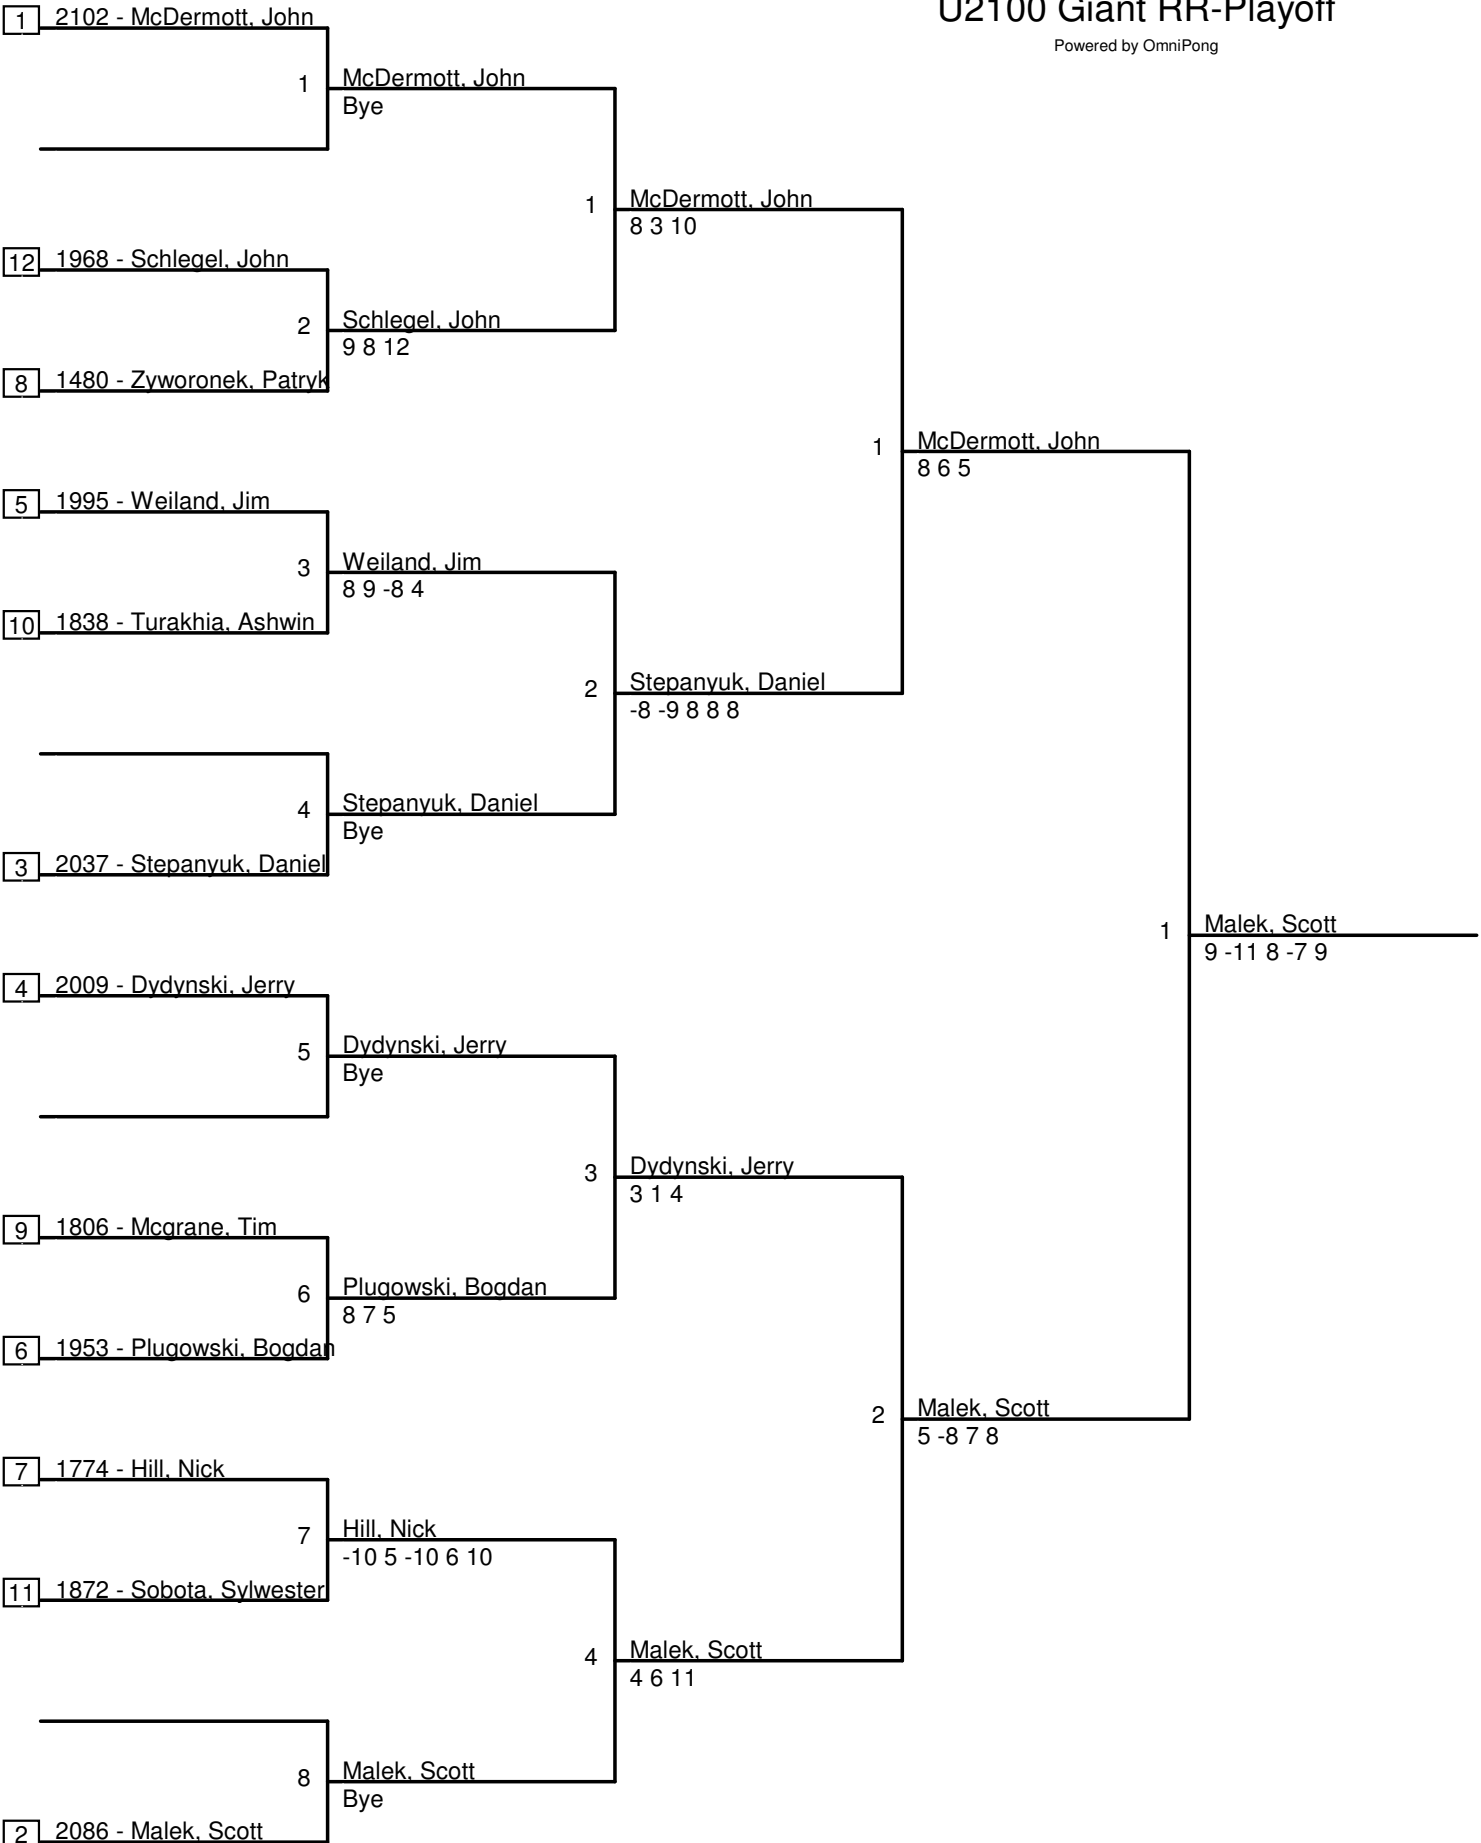 U2100 Giant RR-Playoff
Powered by OmniPong
1 2102 - McDermott, John
1 McDermott, John
Bye
1 McDermott, John
8 3 10
12 1968 - Schlegel, John
2 Schlegel, John
9 8 12
8 1480 - Zyworonek, Patryk
1 McDermott, John
8 6 5
5 1995 - Weiland, Jim
3 Weiland, Jim
8 9 -8 4
10 1838 - Turakhia, Ashwin
2 Stepanyuk, Daniel
-8 -9 8 8 8
4 Stepanyuk, Daniel
Bye
3 2037 - Stepanyuk, Daniel
1 Malek, Scott
9 -11 8 -7 9
4 2009 - Dydynski, Jerry
5 Dydynski, Jerry
Bye
3 Dydynski, Jerry
3 1 4
9 1806 - Mcgrane, Tim
6 Plugowski, Bogdan
8 7 5
6 1953 - Plugowski, Bogdan
2 Malek, Scott
5 -8 7 8
7 1774 - Hill, Nick
7 Hill, Nick
-10 5 -10 6 10
11 1872 - Sobota, Sylwester
4 Malek, Scott
4 6 11
8 Malek, Scott
Bye
2 2086 - Malek, Scott